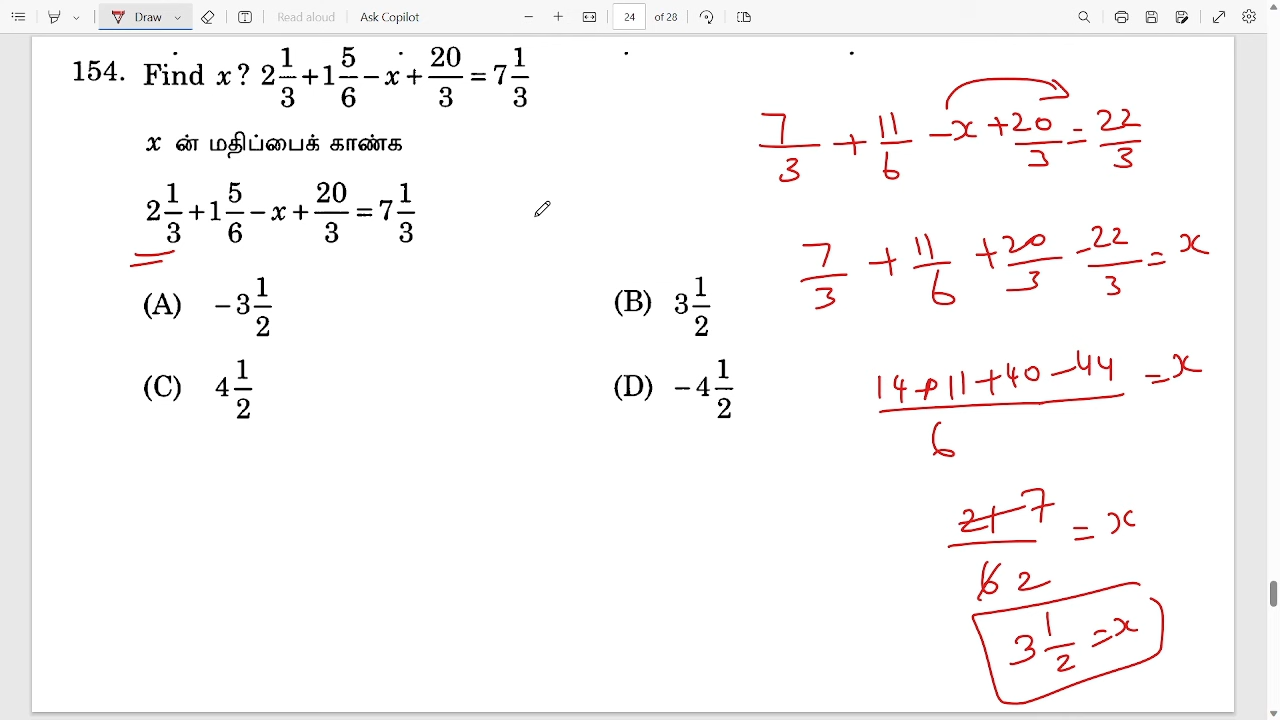 Draw Read aloud Ask Copilot 24 of 28
154. Find x? 2 1/3 + 1 5/6 − x + 20/3 = 7 1/3
x ன் மதிப்பைக் காண்க
2 1/3 + 1 5/6 − x + 20/3 = 7 1/3
(A) −3 1/2 (B) 3 1/2
(C) 4 1/2 (D) −4 1/2
7/3 + 11/6 − x + 20/3 = 22/3
7/3 + 11/6 + 20/3 − 22/3 = x
14 + 11 + 40 − 44 / 6 = x
21 7 / 6 2 = x
3 1/2 = x